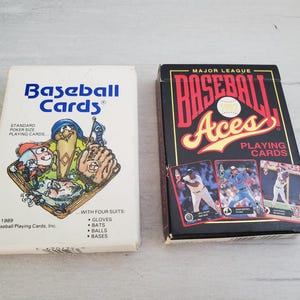 Baseball
Cards®
STANDARD
POKER SIZE
PLAYING CARDS...
...WITH FOUR SUITS:
• GLOVES
• BATS
• BALLS
• BASES
1989
Baseball Playing Cards, Inc.
MAJOR LEAGUE
BASEBALL
Aces
PLAYING
CARDS